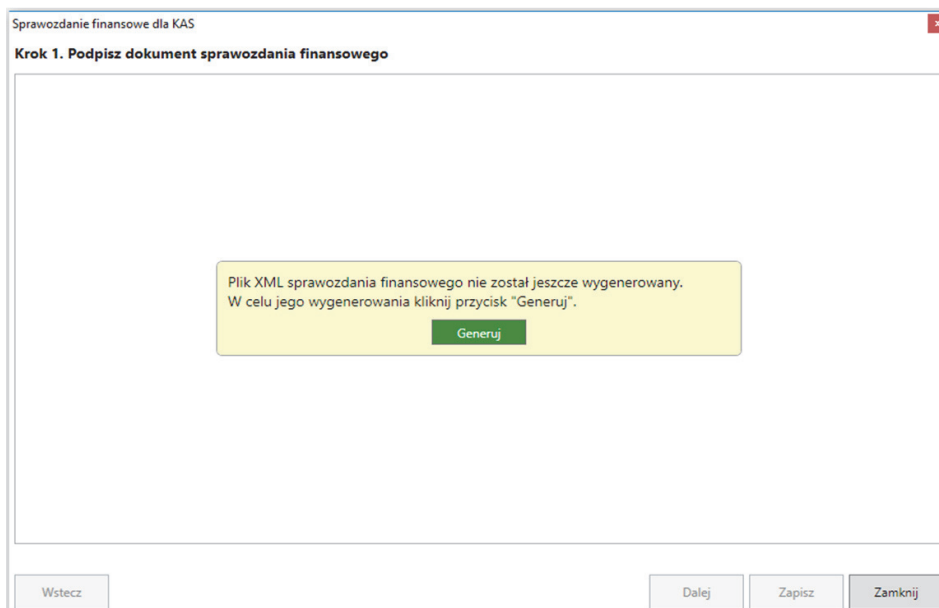 Sprawozdanie finansowe dla KAS
Krok 1. Podpisz dokument sprawozdania finansowego
Plik XML sprawozdania finansowego nie został jeszcze wygenerowany.
W celu jego wygenerowania kliknij przycisk "Generuj".
Generuj
Wstecz
Dalej
Zapisz
Zamknij